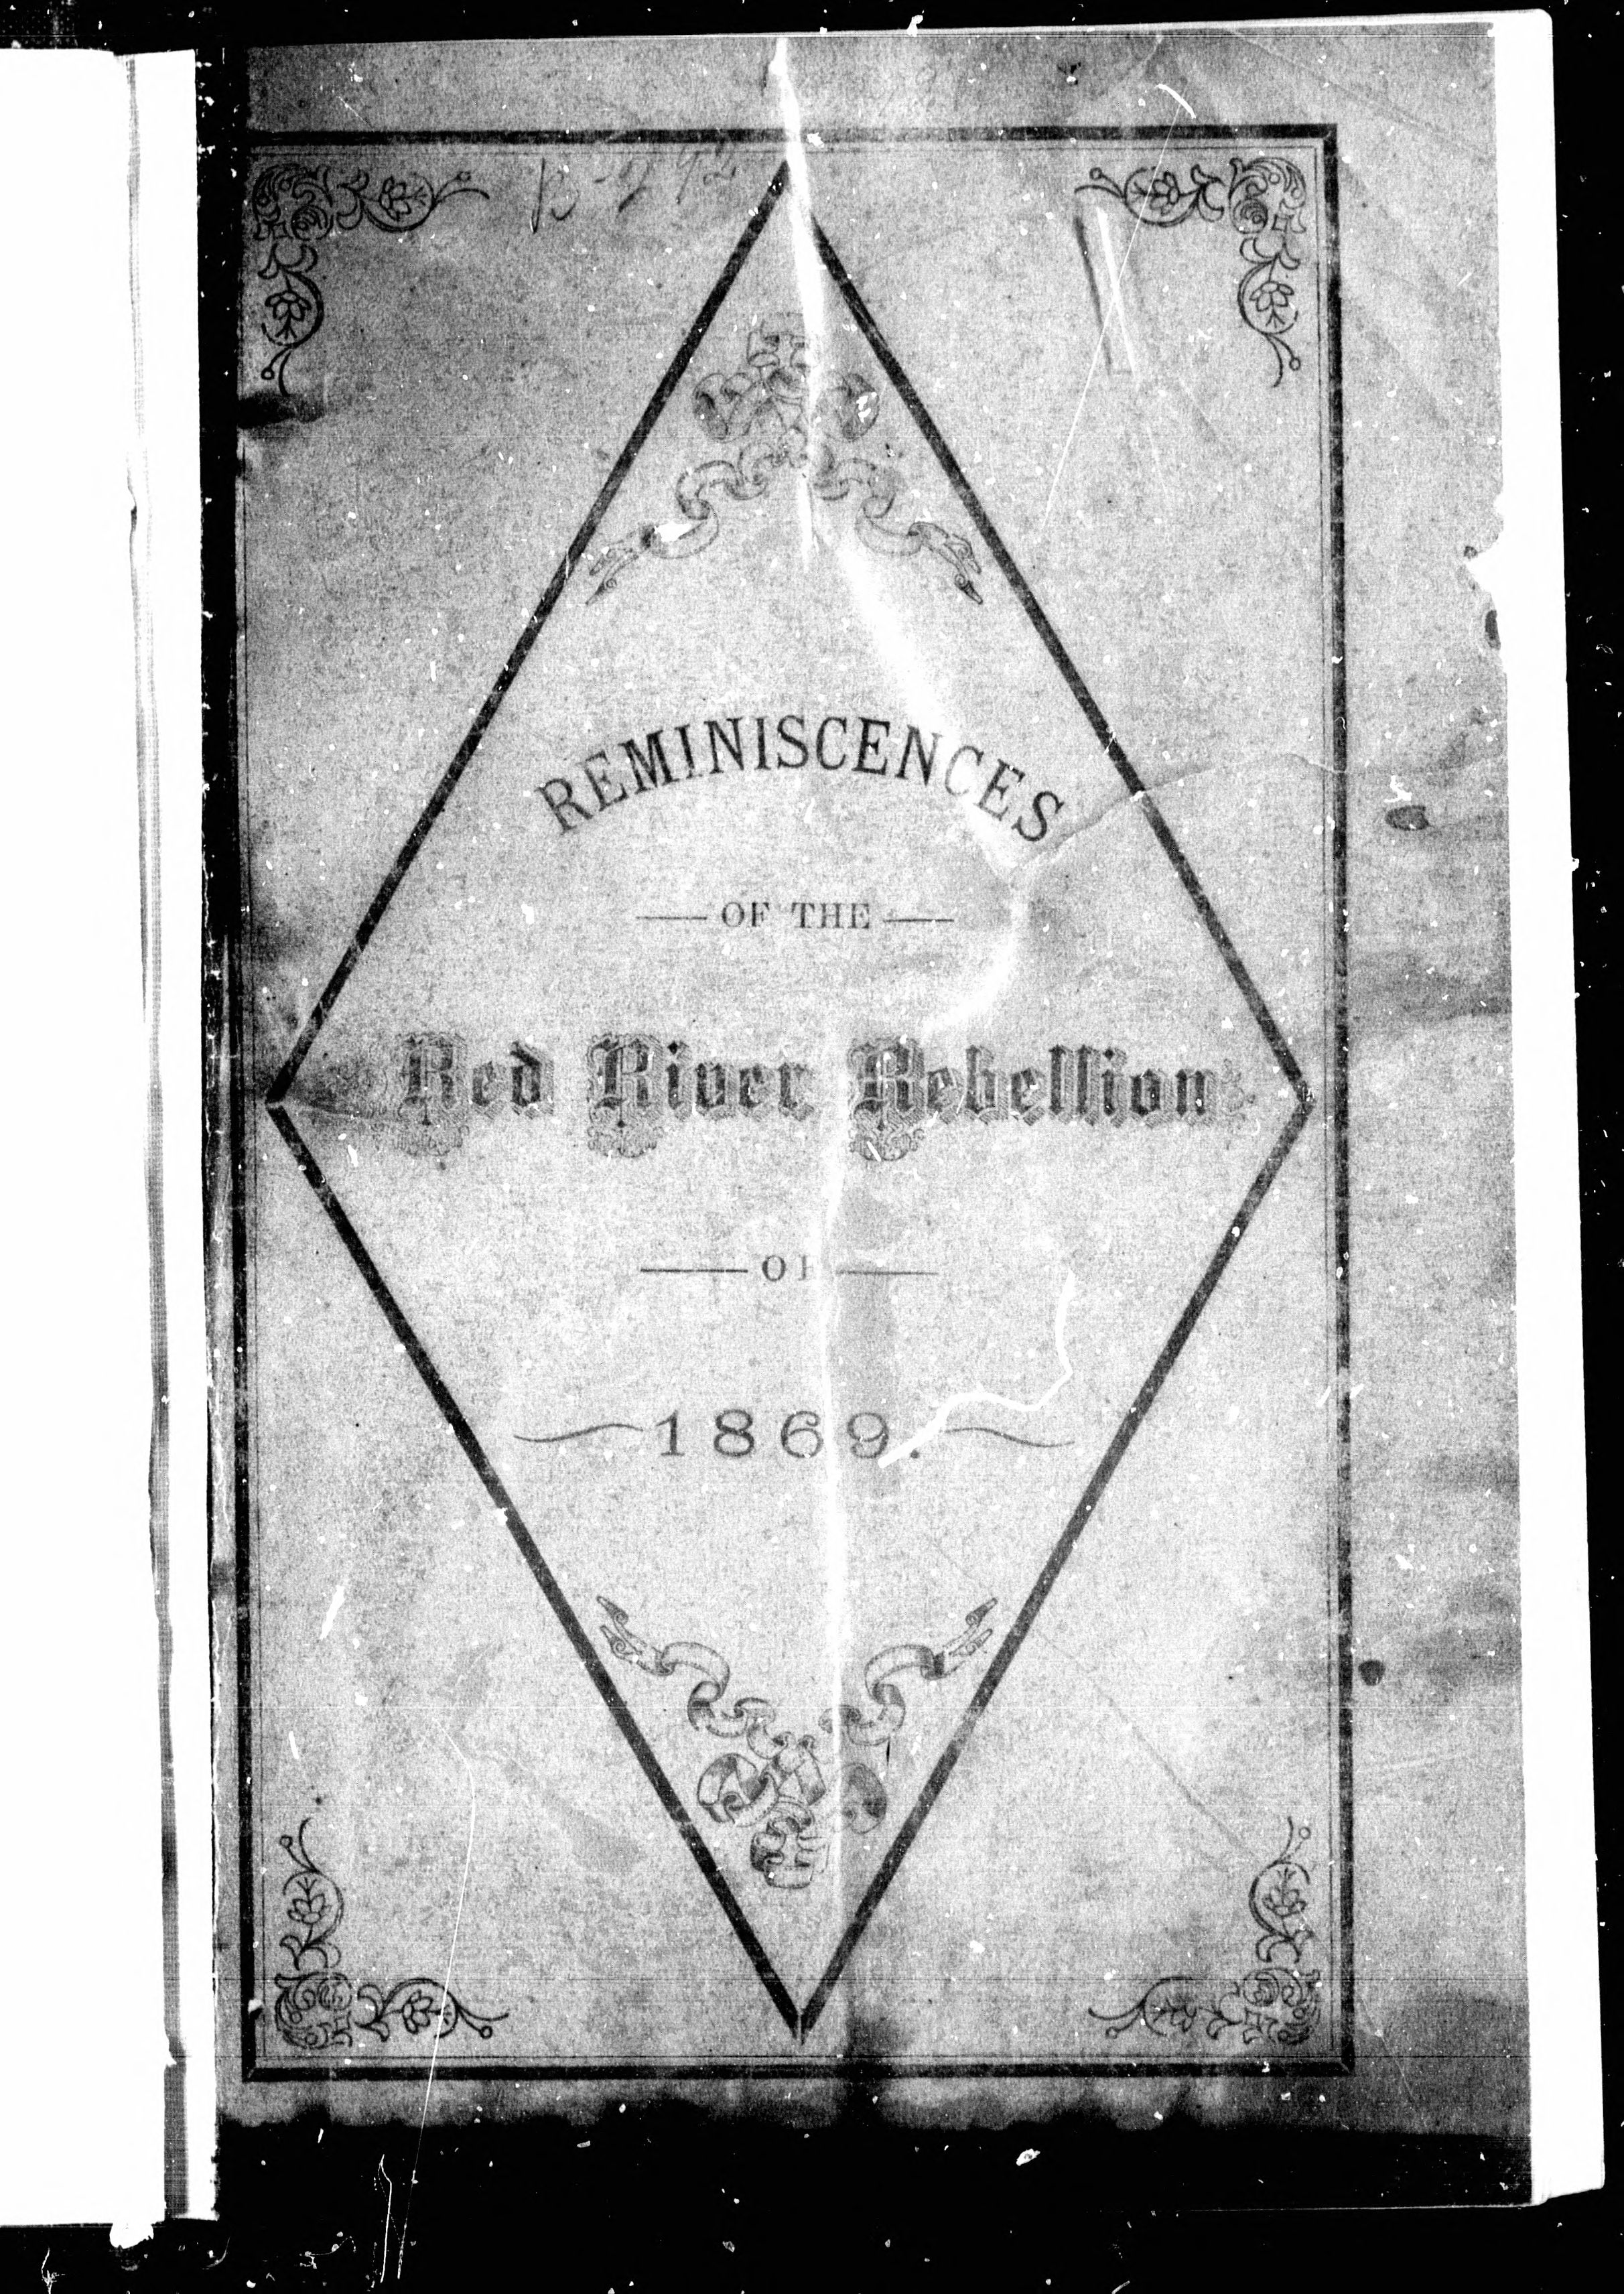 REMINISCENCES
OF THE
Red River Rebellion
OF
1869.